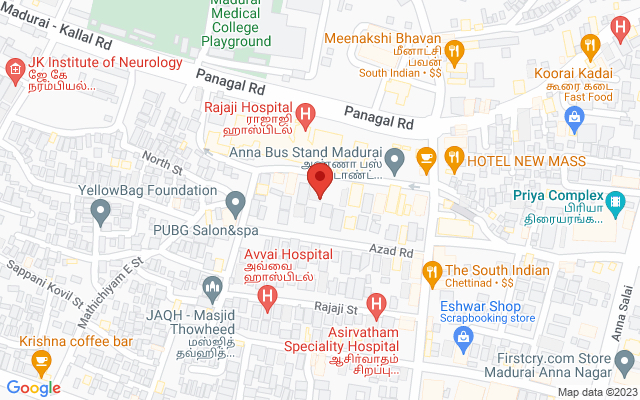 Madurai
Medical
College
Playground
Madurai - Kallal Rd
Meenakshi Bhavan
மீனாட்சி
பவன்
South Indian • $$
JK Institute of Neurology
ஜே கே
நரம்பியல்...
Panagal Rd
Koorai Kadai
கூரை கடை
Fast Food
Rajaji Hospital
ராஜாஜி
ஹாஸ்பிடல்
Panagal Rd
Anna Bus Stand Madurai
அண்ணா பஸ்
HOTEL NEW MASS
North St
YellowBag Foundation
Priya Complex
பிரியா
திரையரங்க...
PUBG Salon&spa
Azad Rd
Avvai Hospital
அவ்வை
ஹாஸ்பிடல்
The South Indian
Chettinad • $$
Sappani Kovil St
Mathichiyam E St
Rajaji St
Eshwar Shop
Scrapbooking store
Anna Salai
JAQH - Masjid
Thowheed
மஸ்ஜித்
தவ்ஹித்...
Asirvatham
Speciality Hospital
ஆசிர்வாதம்
சிறப்பு...
Krishna coffee bar
Firstcry.com Store
Madurai Anna Nagar
Google
Map data ©2023